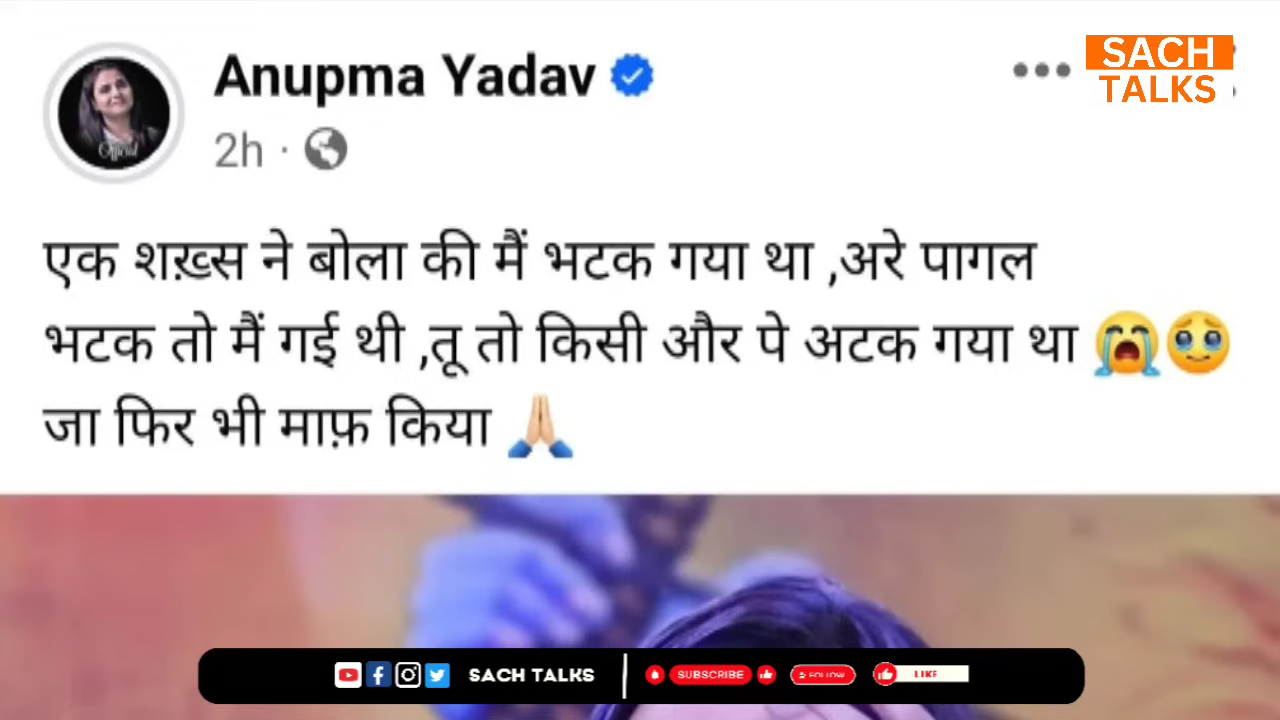 Anupma Yadav
SACH
TALKS
2h ·
Official
एक शख़्स ने बोला की मैं भटक गया था ,अरे पागल
भटक तो मैं गई थी ,तू तो किसी और पे अटक गया था 😭🥹
जा फिर भी माफ़ किया 🙏🏼
SACH TALKS
SUBSCRIBE
FOLLOW
LIKE